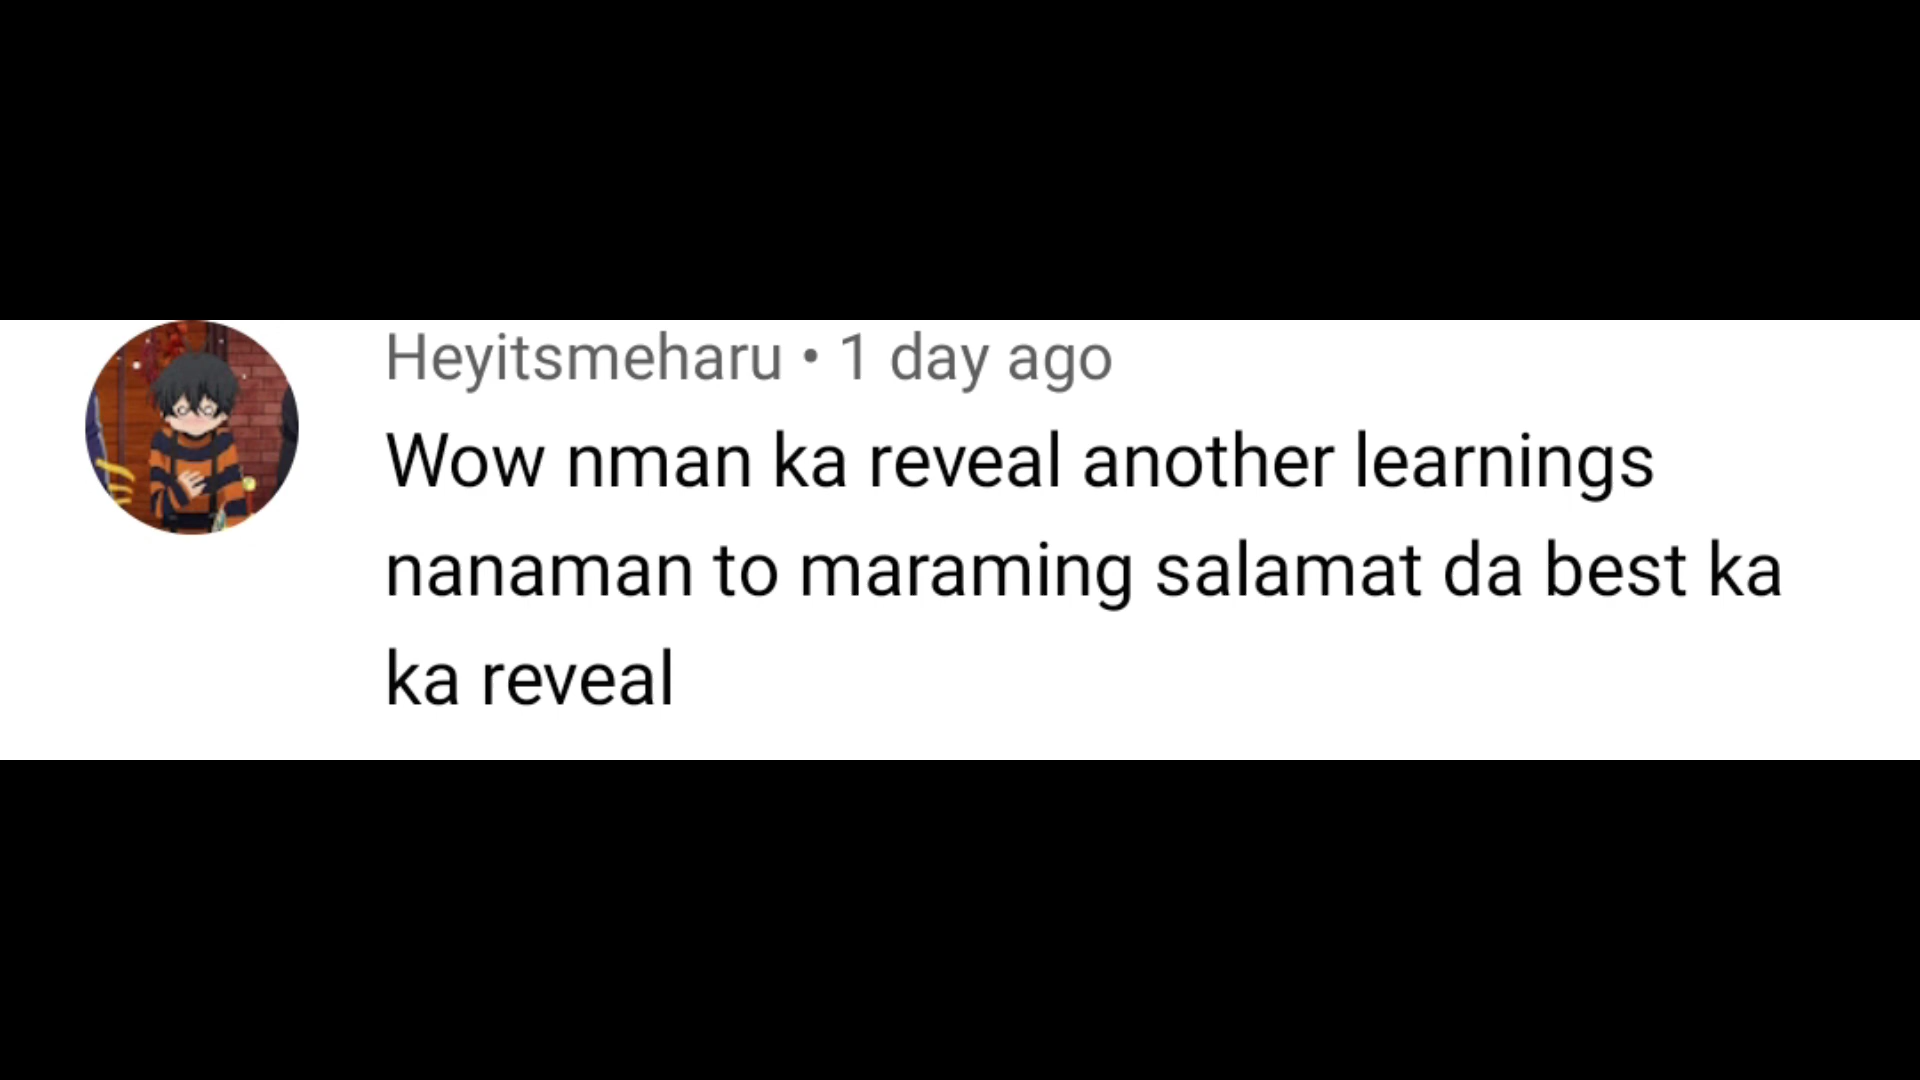 Heyitsmeharu • 1 day ago
Wow nman ka reveal another learnings
nanaman to maraming salamat da best ka
ka reveal